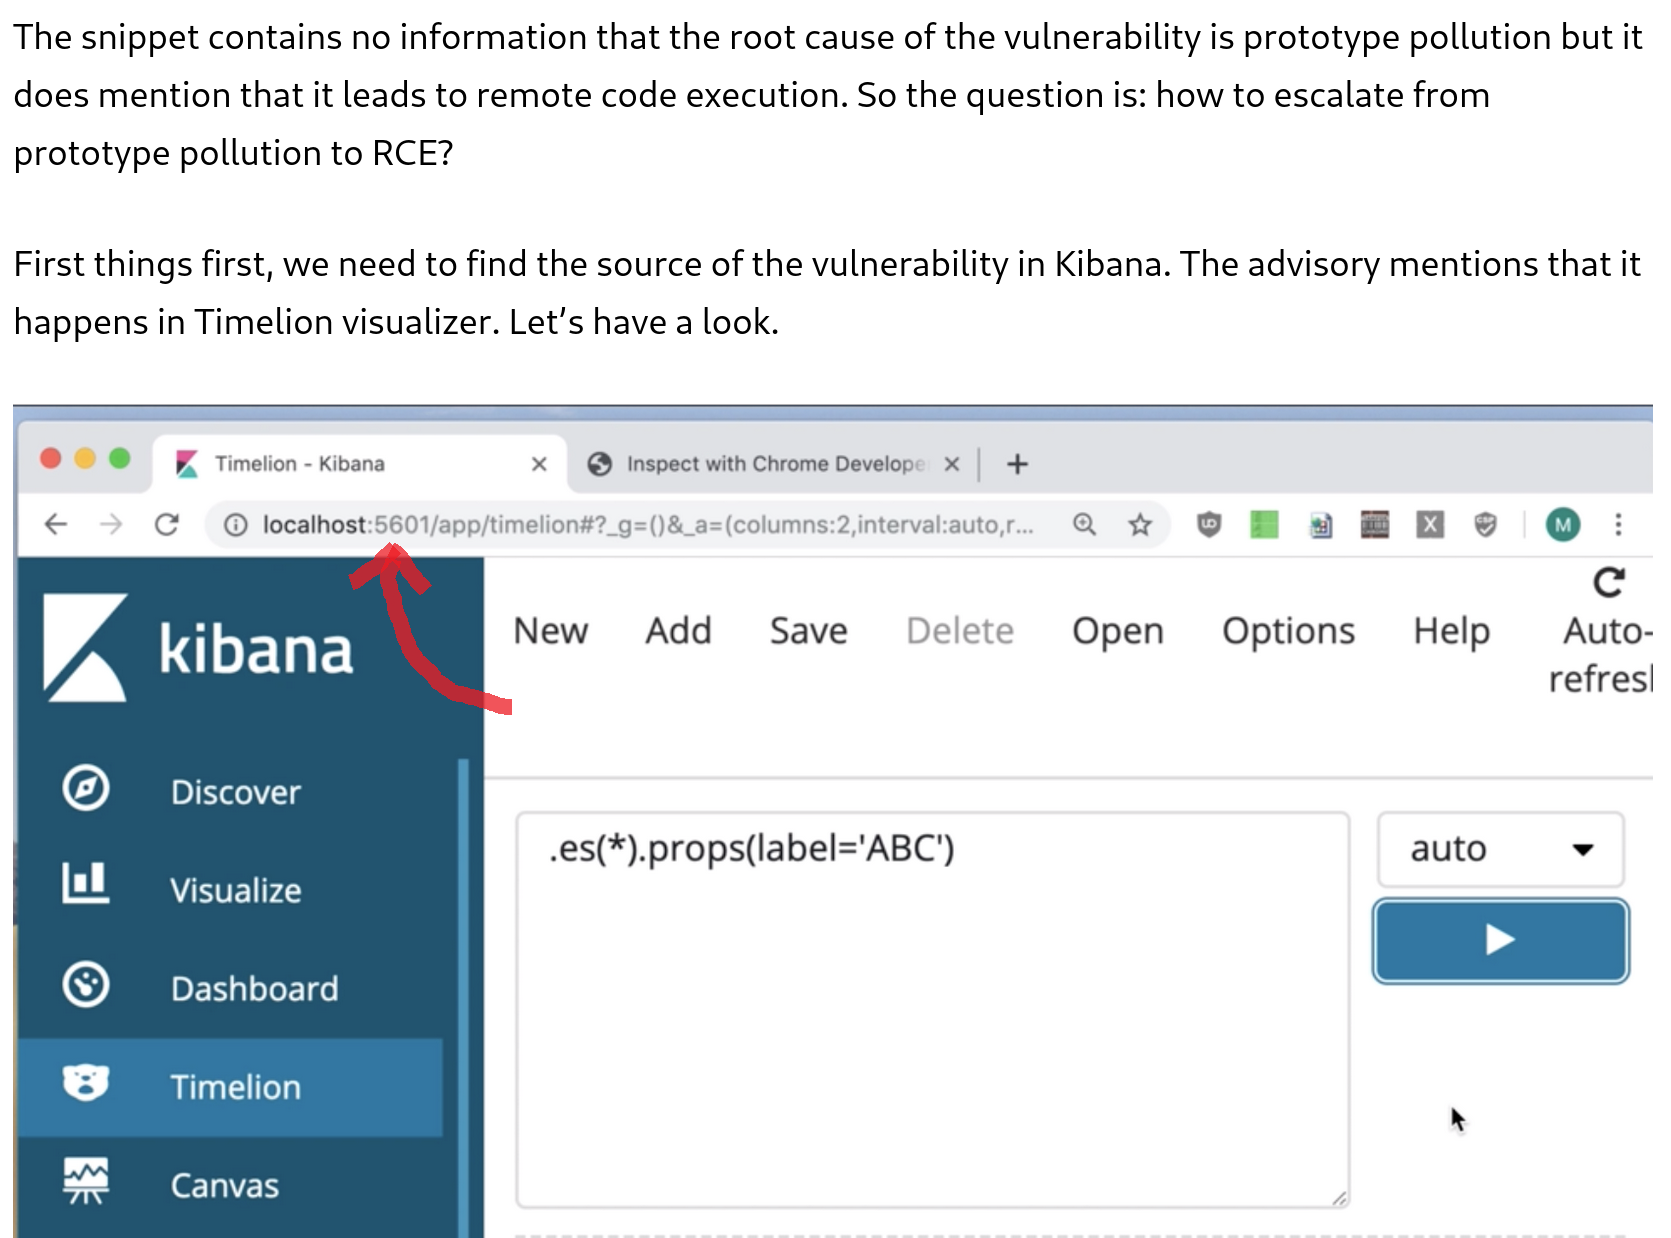 The snippet contains no information that the root cause of the vulnerability is prototype pollution but it
does mention that it leads to remote code execution. So the question is: how to escalate from
prototype pollution to RCE?
First things first, we need to find the source of the vulnerability in Kibana. The advisory mentions that it
happens in Timelion visualizer. Let’s have a look.
Timelion - Kibana
Inspect with Chrome Develope
localhost:5601/app/timelion#?_g=()&_a=(columns:2,interval:auto,r...
UD
X
CSP
M
kibana
New Add Save Delete Open Options Help Auto-
refresl
Discover
Visualize
Dashboard
Timelion
Canvas
.es(*).props(label='ABC')
auto